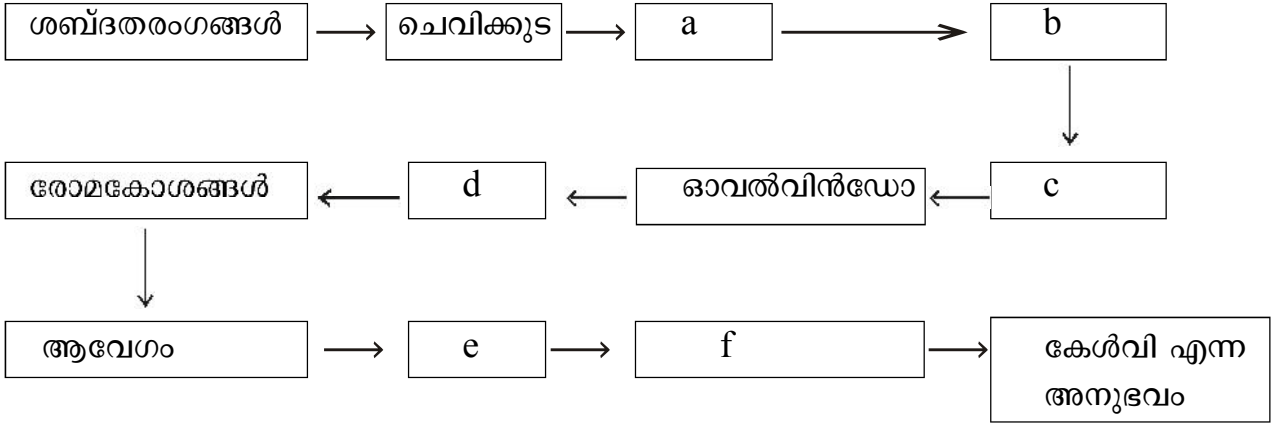 ശബ്ദതരംഗങ്ങൾ
ചെവിക്കുട
a
b
രോമകോശങ്ങൾ
d
ഓവൽവിൻഡോ
c
ആവേഗം
e
f
കേൾവി എന്ന
അനുഭവം